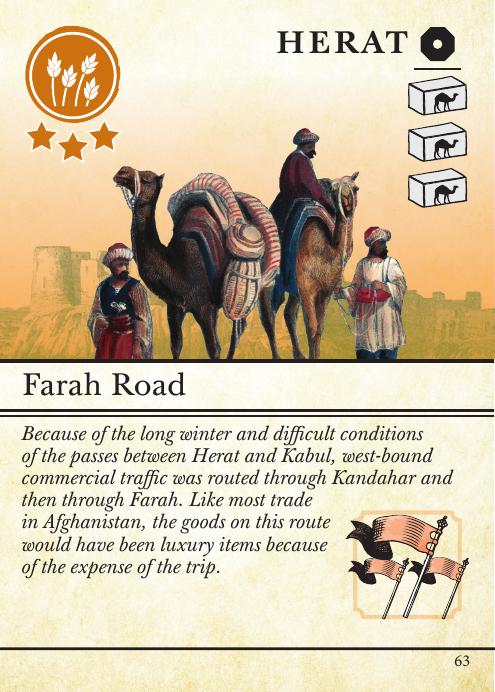 HERAT
Farah Road
Because of the long winter and difficult conditions
of the passes between Herat and Kabul, west-bound
commercial traffic was routed through Kandahar and
then through Farah. Like most trade
in Afghanistan, the goods on this route
would have been luxury items because
of the expense of the trip.
63